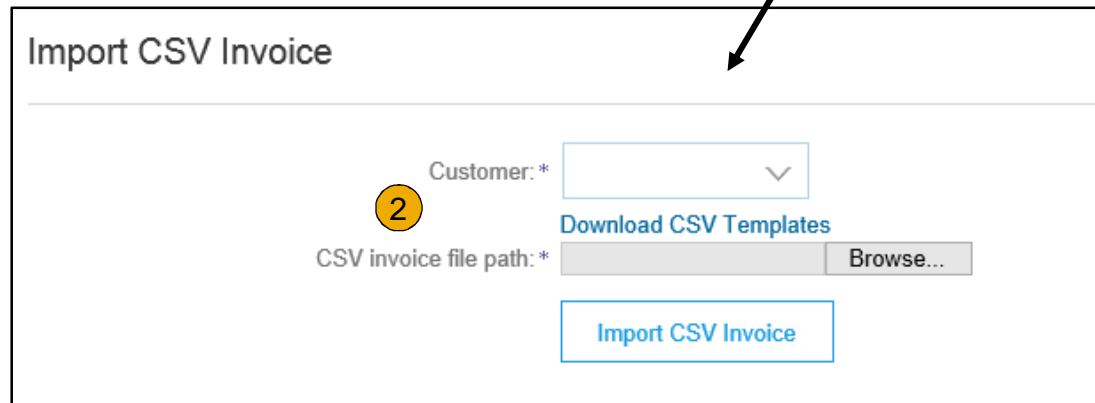 Import CSV Invoice
Customer:*
2
Download CSV Templates
CSV invoice file path:*
Browse...
Import CSV Invoice